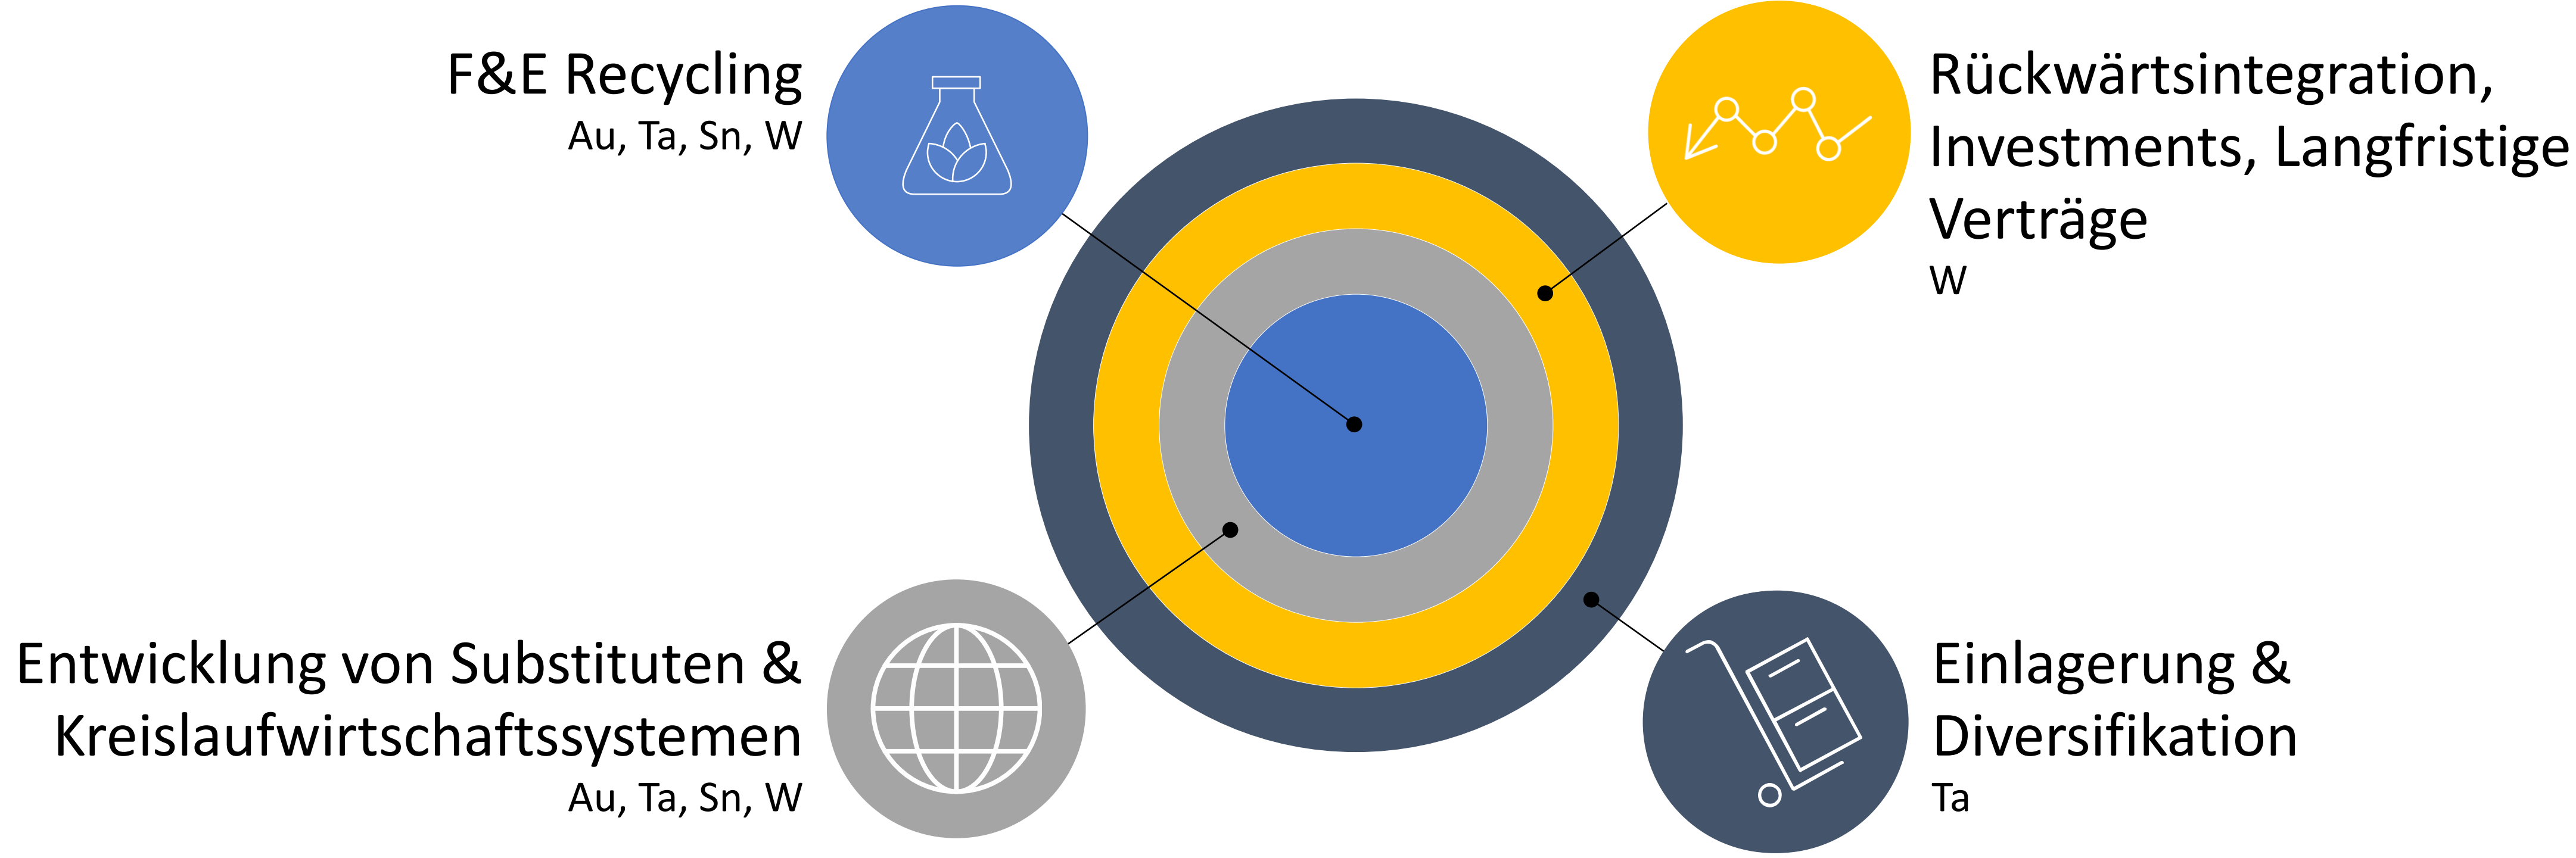 F&E Recycling
Au, Ta, Sn, W
Rückwärtsintegration,
Investments, Langfristige
Verträge
W
Entwicklung von Substituten &
Kreislaufwirtschaftssystemen
Au, Ta, Sn, W
Einlagerung &
Diversifikation
Ta